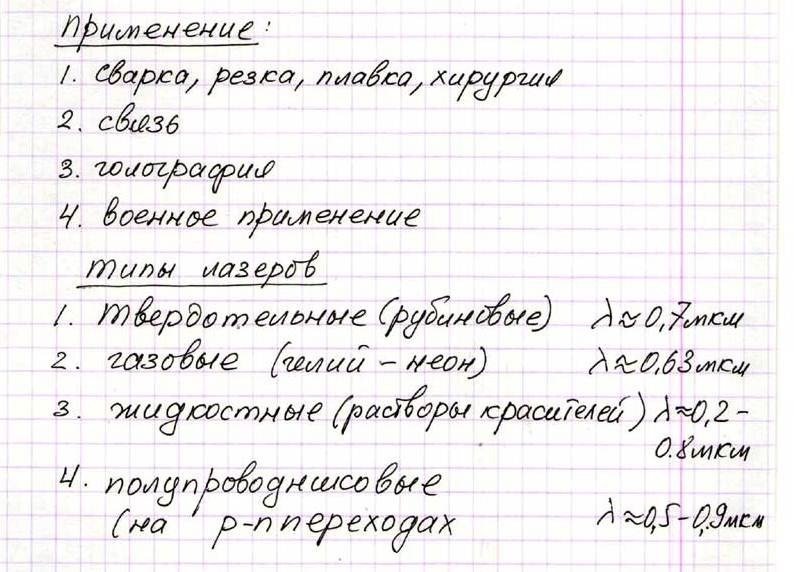 Применение:
1. сварка, резка, плавка, хирургия
2. связь
3. голография
4. военное применение
типы лазеров
1. твердотельные (рубиновые) λ≈0,7мкм
2. газовые (гелий – неон) λ≈0,63мкм
3. жидкостные (растворы красителей) λ≈0,2–
0.8мкм
4. полупроводниковые
(на p-n переходах λ≈0,5–0,9мкм